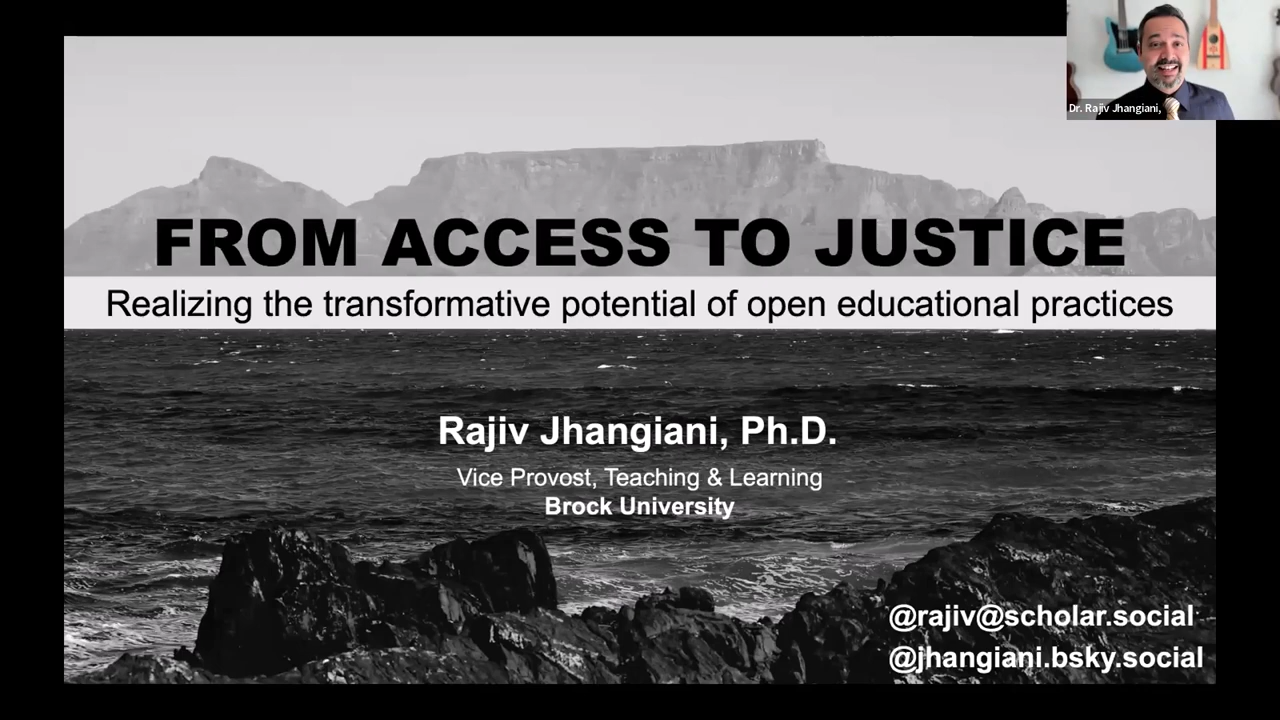 Dr. Rajiv Jhangiani,
FROM ACCESS TO JUSTICE
Realizing the transformative potential of open educational practices
Rajiv Jhangiani, Ph.D.
Vice Provost, Teaching & Learning
Brock University
@rajiv@scholar.social
@jhangiani.bsky.social